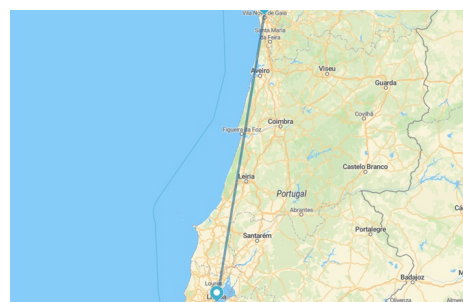 Vila Nova de Gaia
Santa Maria
da Feira
Aveiro
Viseu
Guarda
Covilhã
Coimbra
Figueira da Foz
Leiria
Castelo Branco
Portugal
Abrantes
Portalegre
Santarém
Badajoz
Loures